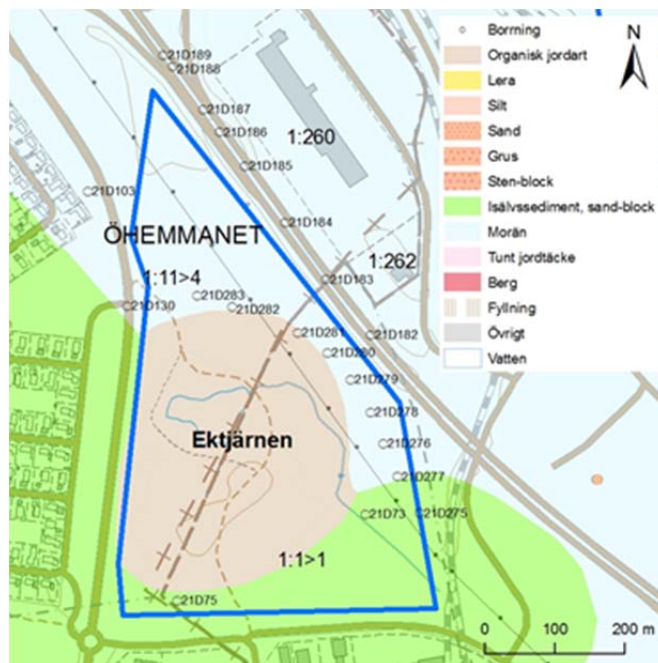 Borrning
N
Organisk jordart
Lera
Silt
Sand
Grus
Sten-block
Isälvssediment, sand-block
Morän
Tunt jordtäcke
Berg
Fyllning
Övrigt
Vatten
21D189
21D188
21D187
21D186
1:260
21D185
21D103
21D184
ÖHEMMANET
1:262
1:11>4
21D183
21D283
21D130
21D282
21D281
21D182
21D280
21D279
21D278
Ektjärnen
21D276
21D277
21D73
21D275
1:1>1
21D75
0 100 200 m